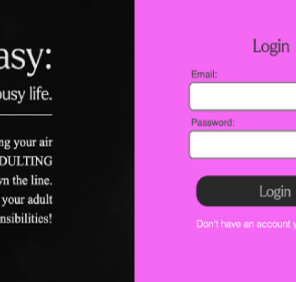 asy:
busy life.
ng your air
DULTING
wn the line.
your adult
nsibilities!
Login
Email:
Password:
Login
Don't have an account y